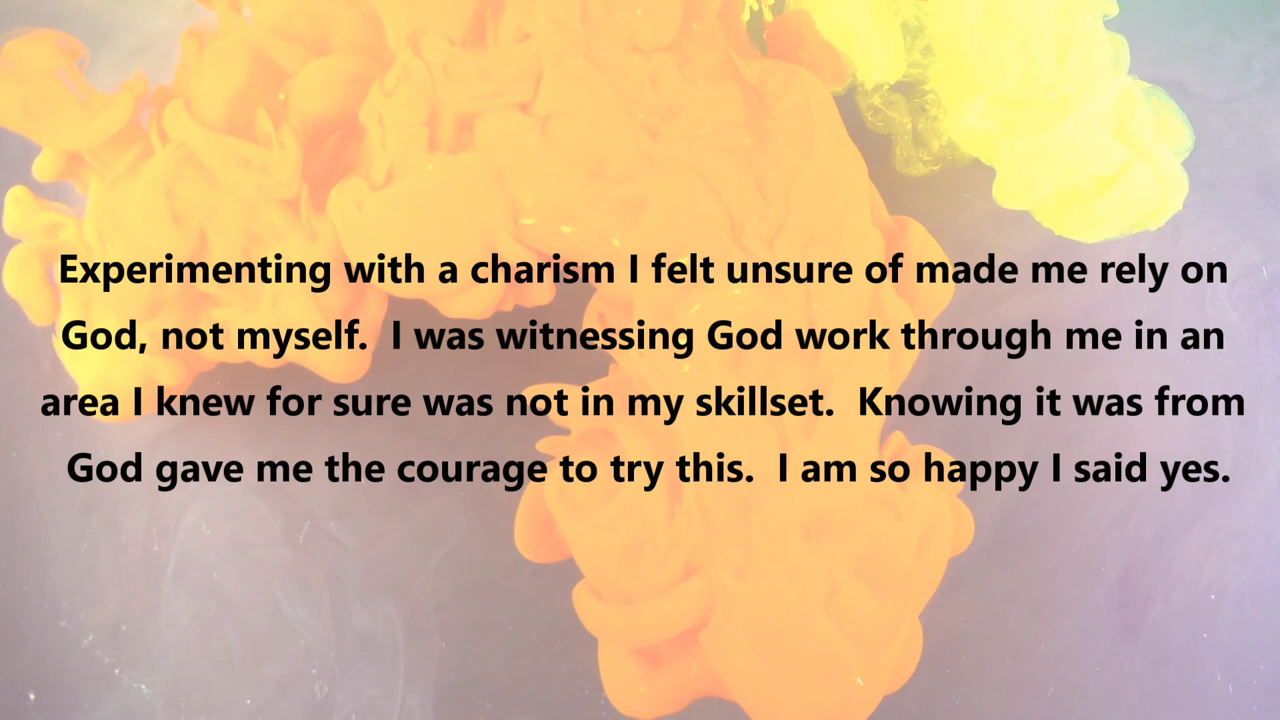 Experimenting with a charism I felt unsure of made me rely on
God, not myself.  I was witnessing God work through me in an
area I knew for sure was not in my skillset.  Knowing it was from
God gave me the courage to try this.  I am so happy I said yes.